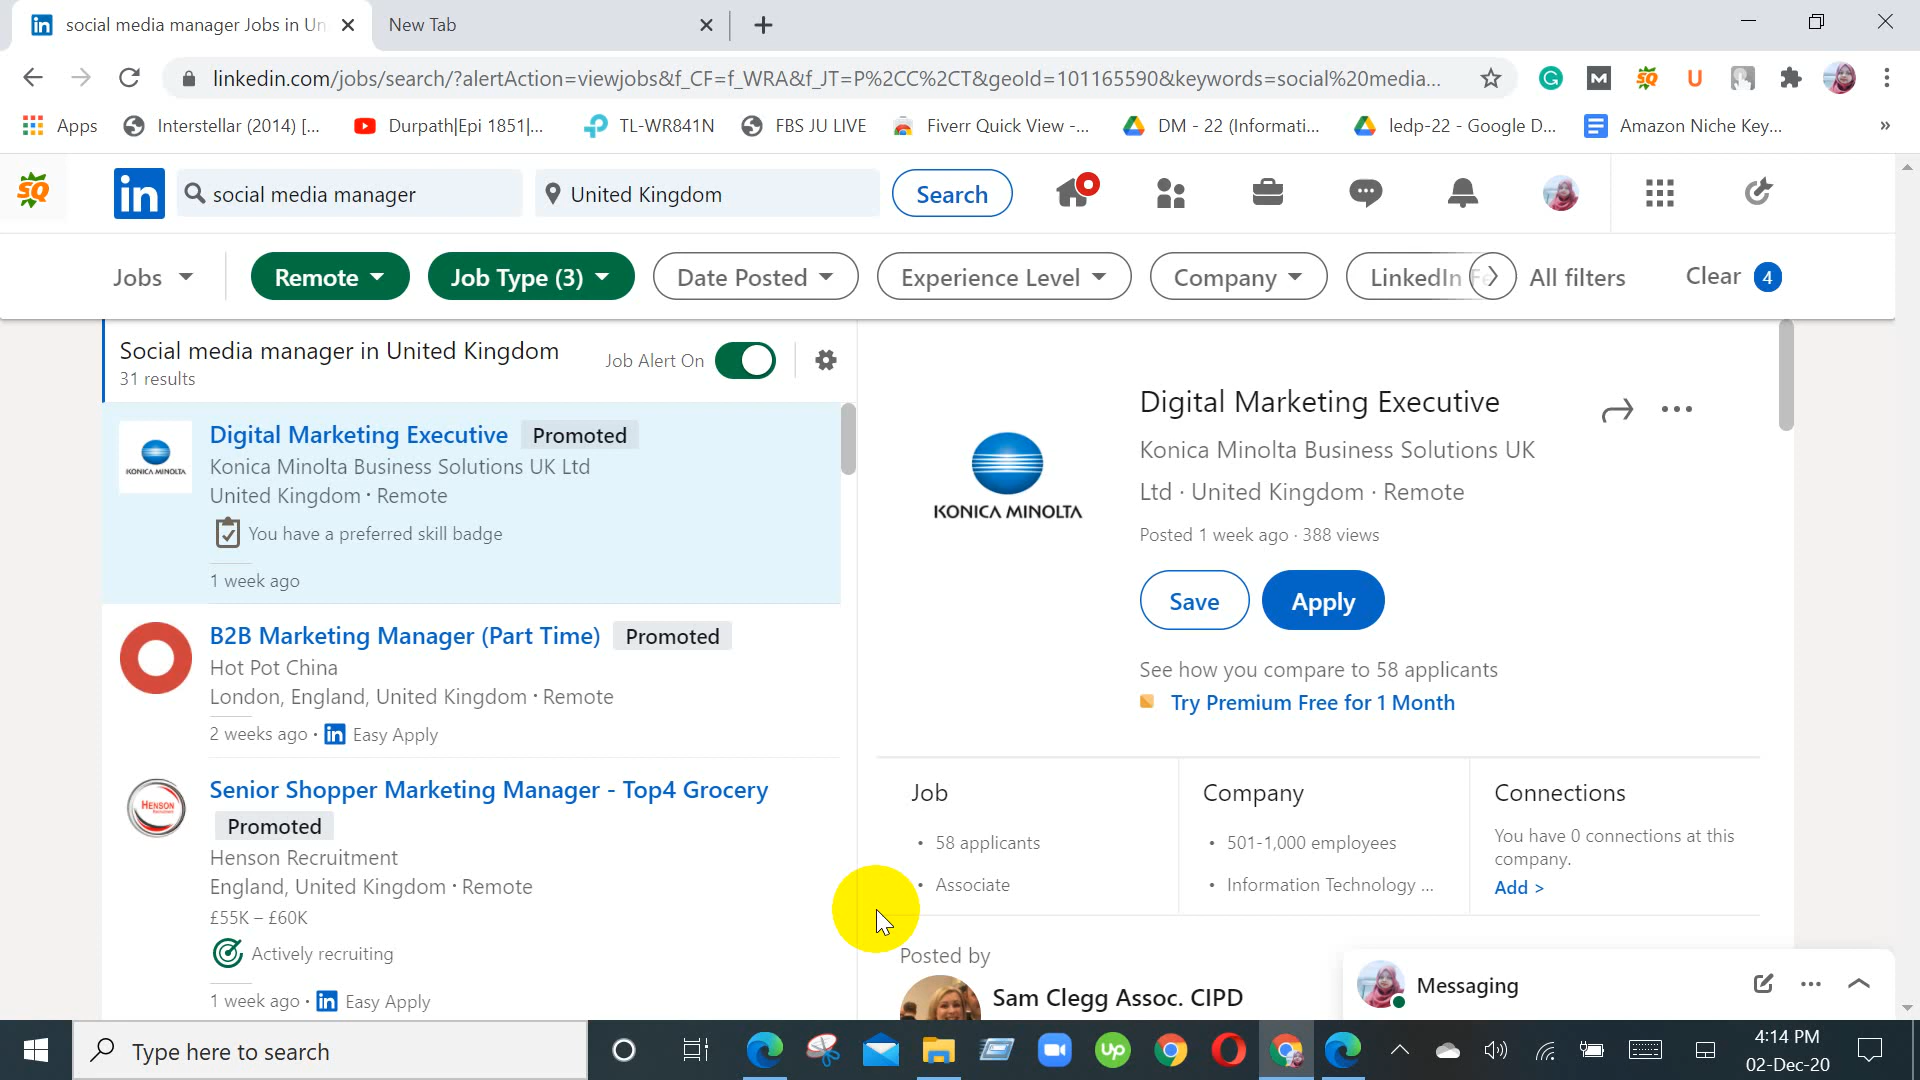 social media manager Jobs in Un
New Tab
linkedin.com/jobs/search/?alertAction=viewjobs&f_CF=f_WRA&f_JT=P%2CC%2CT&geoId=101165590&keywords=social%20media...
Apps
Interstellar (2014) [...
Durpath|Epi 1851|...
TL-WR841N
FBS JU LIVE
Fiverr Quick View -...
DM - 22 (Informati...
ledp-22 - Google D...
Amazon Niche Key...
»
SQ
in
social media manager
United Kingdom
Search
Jobs
Remote
Job Type (3)
Date Posted
Experience Level
Company
LinkedIn Fe
All filters
Clear 4
Social media manager in United Kingdom
31 results
Job Alert On
KONICA MINOLTA
Digital Marketing Executive Promoted
Konica Minolta Business Solutions UK Ltd
United Kingdom · Remote
You have a preferred skill badge
1 week ago
B2B Marketing Manager (Part Time) Promoted
Hot Pot China
London, England, United Kingdom · Remote
2 weeks ago · in Easy Apply
HENSON
Senior Shopper Marketing Manager - Top4 Grocery
Promoted
Henson Recruitment
England, United Kingdom · Remote
£55K – £60K
Actively recruiting
1 week ago · in Easy Apply
KONICA MINOLTA
Digital Marketing Executive
Konica Minolta Business Solutions UK
Ltd · United Kingdom · Remote
Posted 1 week ago · 388 views
Save
Apply
See how you compare to 58 applicants
Try Premium Free for 1 Month
Job
• 58 applicants
• Associate
Company
• 501-1,000 employees
• Information Technology ...
Connections
You have 0 connections at this
company.
Add >
Posted by
Sam Clegg Assoc. CIPD
Messaging
Type here to search
Up
4:14 PM
02-Dec-20